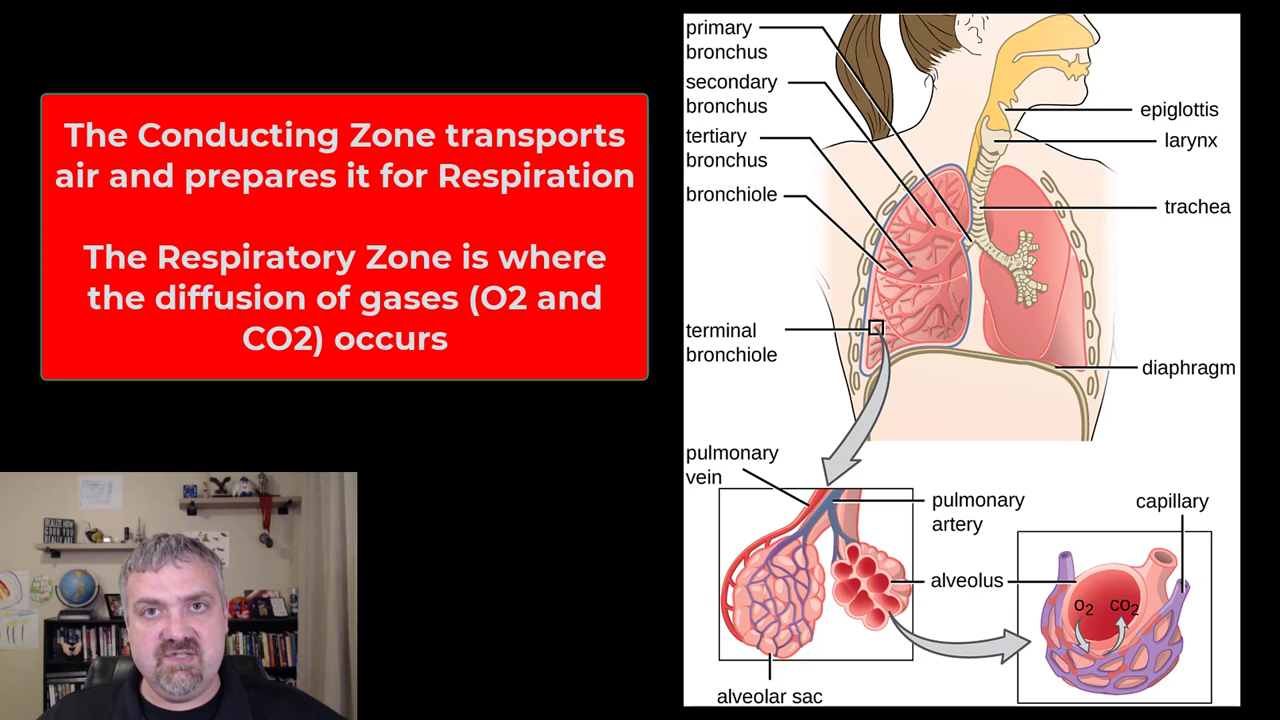 The Conducting Zone transports
air and prepares it for Respiration
The Respiratory Zone is where
the diffusion of gases (O2 and
CO2) occurs
primary
bronchus
secondary
bronchus
tertiary
bronchus
bronchiole
terminal
bronchiole
epiglottis
larynx
trachea
diaphragm
pulmonary
vein
pulmonary
artery
capillary
alveolus
O2
CO2
alveolar sac